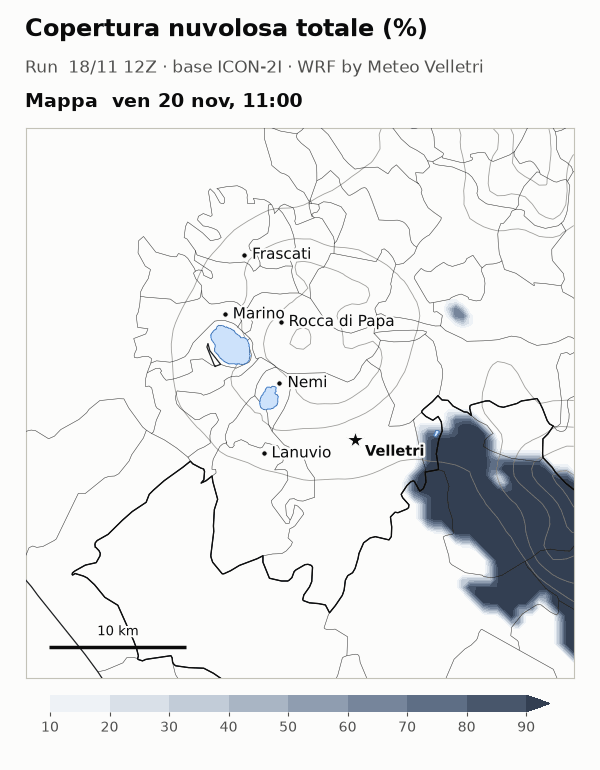 Copertura nuvolosa totale (%)
Run  18/11 12Z · base ICON-2I · WRF by Meteo Velletri
Mappa  ven 20 nov, 11:00
Frascati
Marino
Rocca di Papa
Nemi
Velletri
Lanuvio
10 km
10 20 30 40 50 60 70 80 90